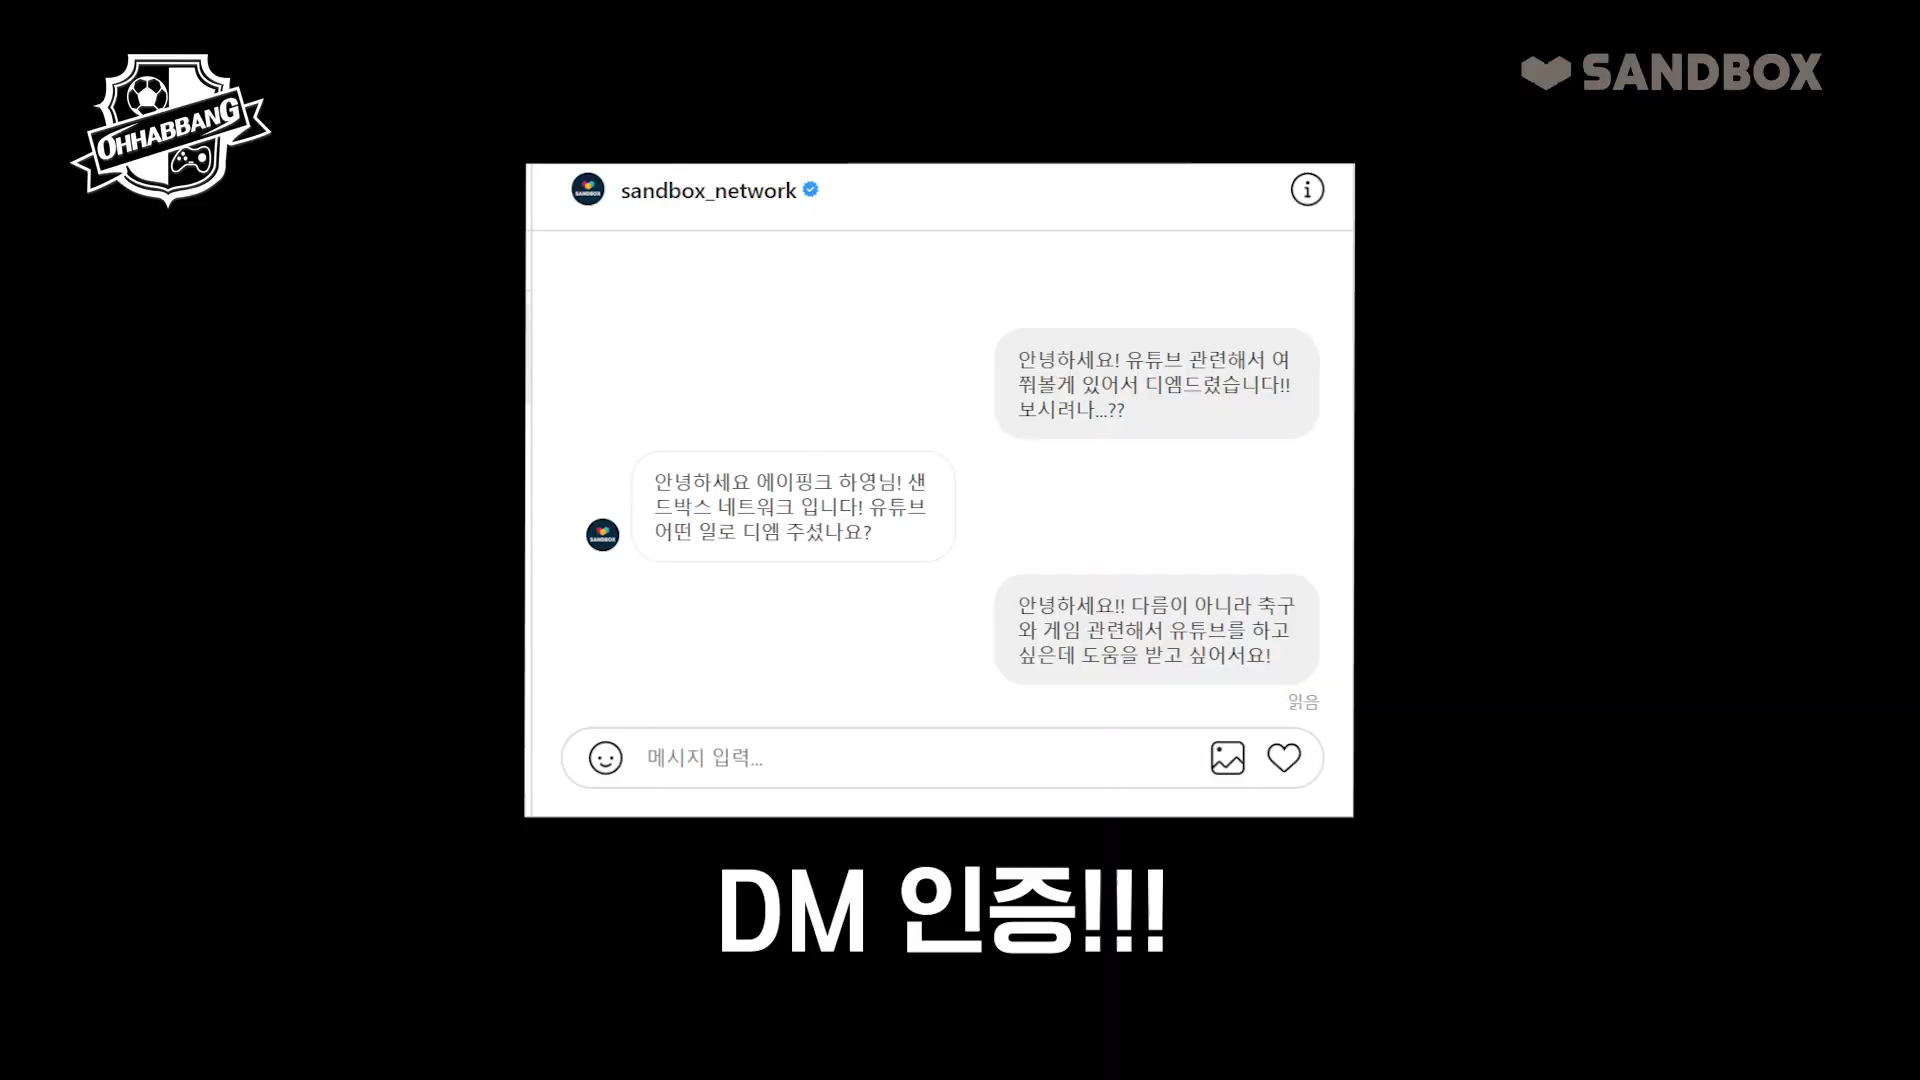 OHHABBANG
SANDBOX
sandbox_network
안녕하세요! 유튜브 관련해서 여
쭤볼게 있어서 디엠드렸습니다!!
보시려나...??
안녕하세요 에이핑크 하영님! 샌
드박스 네트워크 입니다! 유튜브
어떤 일로 디엠 주셨나요?
SANDBOX
안녕하세요!! 다름이 아니라 축구
와 게임 관련해서 유튜브를 하고
싶은데 도움을 받고 싶어서요!
읽음
메시지 입력...
DM 인증!!!